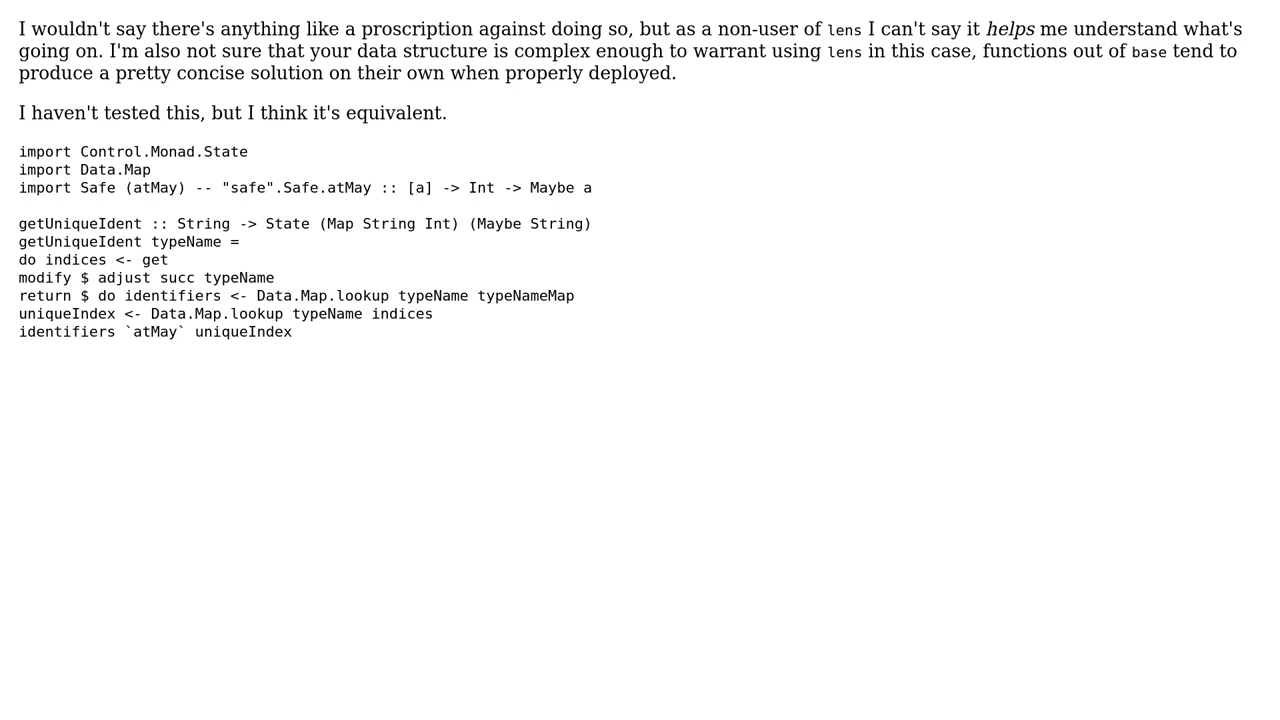 I wouldn't say there's anything like a proscription against doing so, but as a non-user of lens I can't say it helps me understand what's
going on. I'm also not sure that your data structure is complex enough to warrant using lens in this case, functions out of base tend to
produce a pretty concise solution on their own when properly deployed.
I haven't tested this, but I think it's equivalent.
import Control.Monad.State
import Data.Map
import Safe (atMay) -- "safe".Safe.atMay :: [a] -> Int -> Maybe a
getUniqueIdent :: String -> State (Map String Int) (Maybe String)
getUniqueIdent typeName =
do indices <- get
modify $ adjust succ typeName
return $ do identifiers <- Data.Map.lookup typeName typeNameMap
uniqueIndex <- Data.Map.lookup typeName indices
identifiers `atMay` uniqueIndex